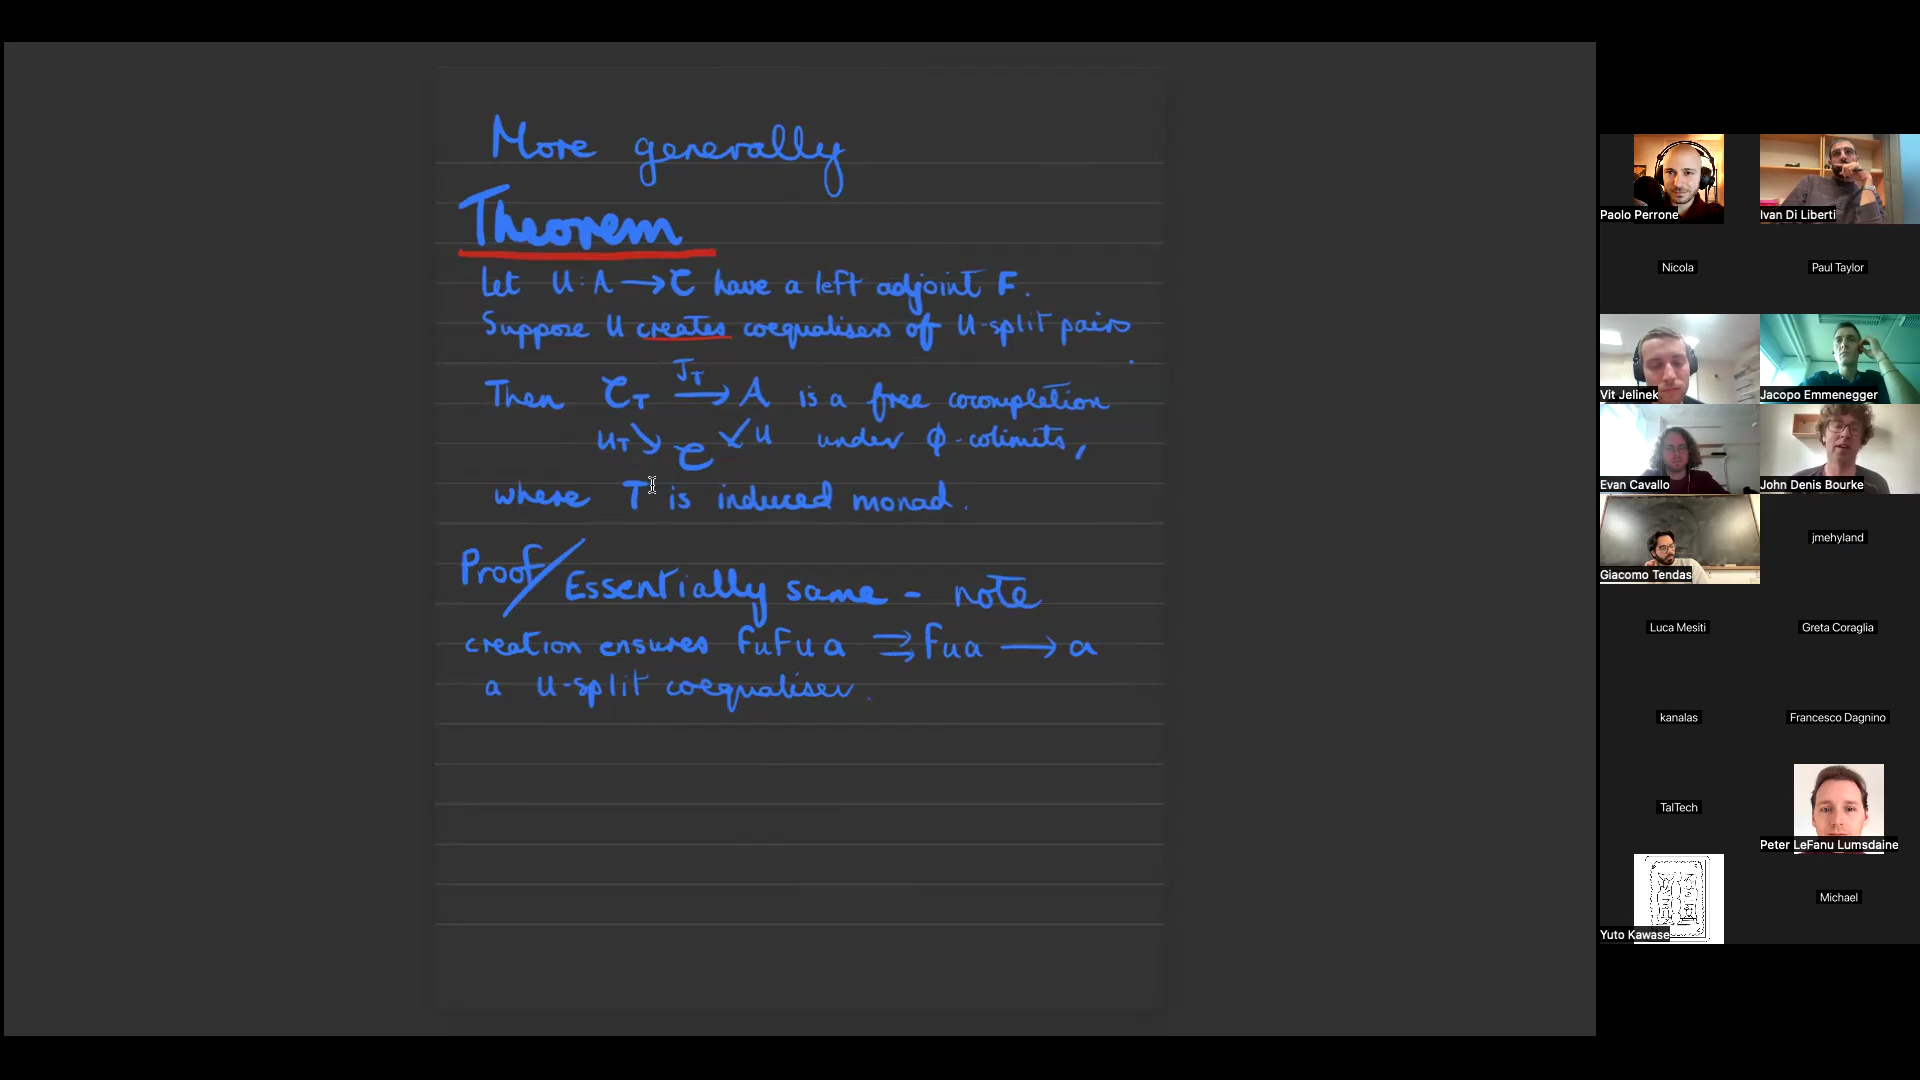 More generally
Theorem
Let U: A → C have a left adjoint F.
Suppose U creates coequalisers of U-split pairs.
Then C_T →^{J_T} A is a free cocompletion
U_T ↘ C ↙ U under Φ-colimits,
where T is induced monad.
Proof/ Essentially same - note
creation ensures FUFUa ⇉ FUa → a
a U-split coequaliser.
Paolo Perrone
Ivan Di Liberti
Nicola
Paul Taylor
Vit Jelinek
Jacopo Emmenegger
Evan Cavallo
John Denis Bourke
Giacomo Tendas
jmehyland
Luca Mesiti
Greta Coraglia
kanalas
Francesco Dagnino
TalTech
Peter LeFanu Lumsdaine
Yuto Kawase
Michael